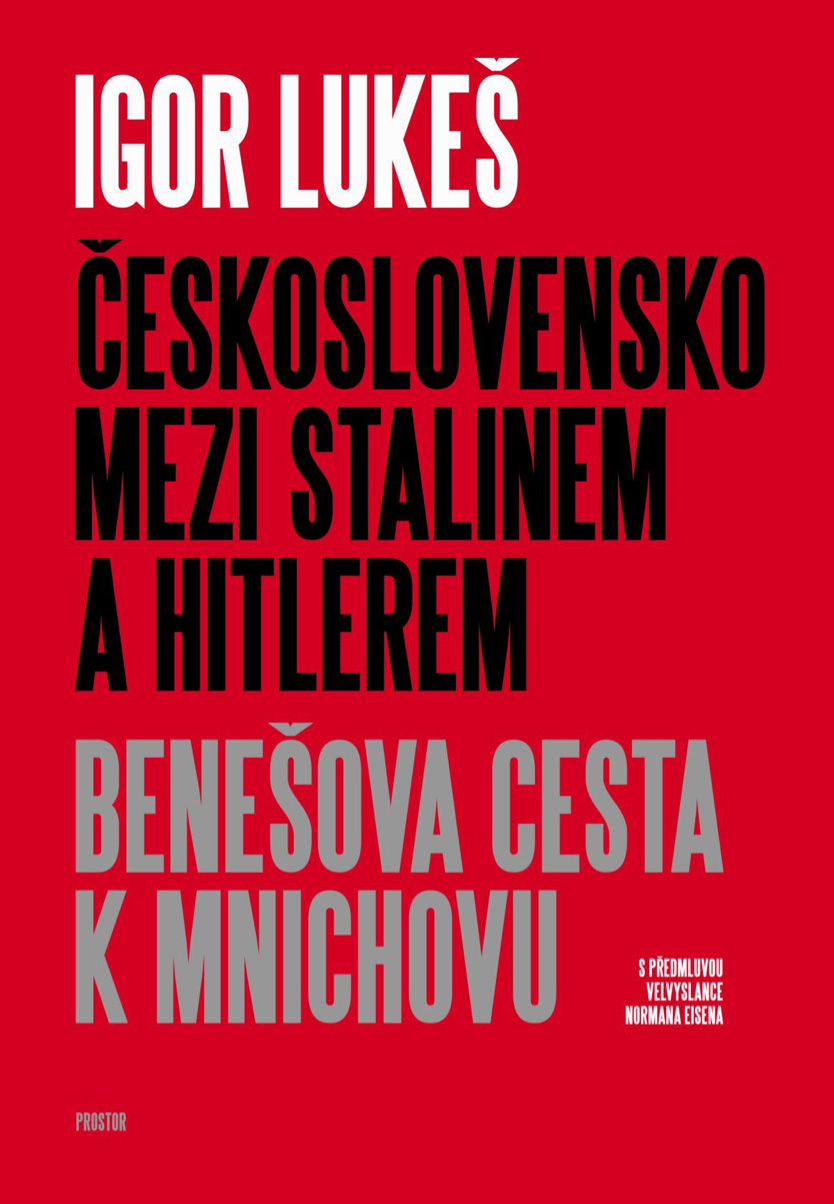 IGOR LUKEŠ
ČESKOSLOVENSKO
MEZI STALINEM
A HITLEREM
BENEŠOVA CESTA
K MNICHOVU
S PŘEDMLUVOU
VELVYSLANCE
NORMANA EISENA
PROSTOR